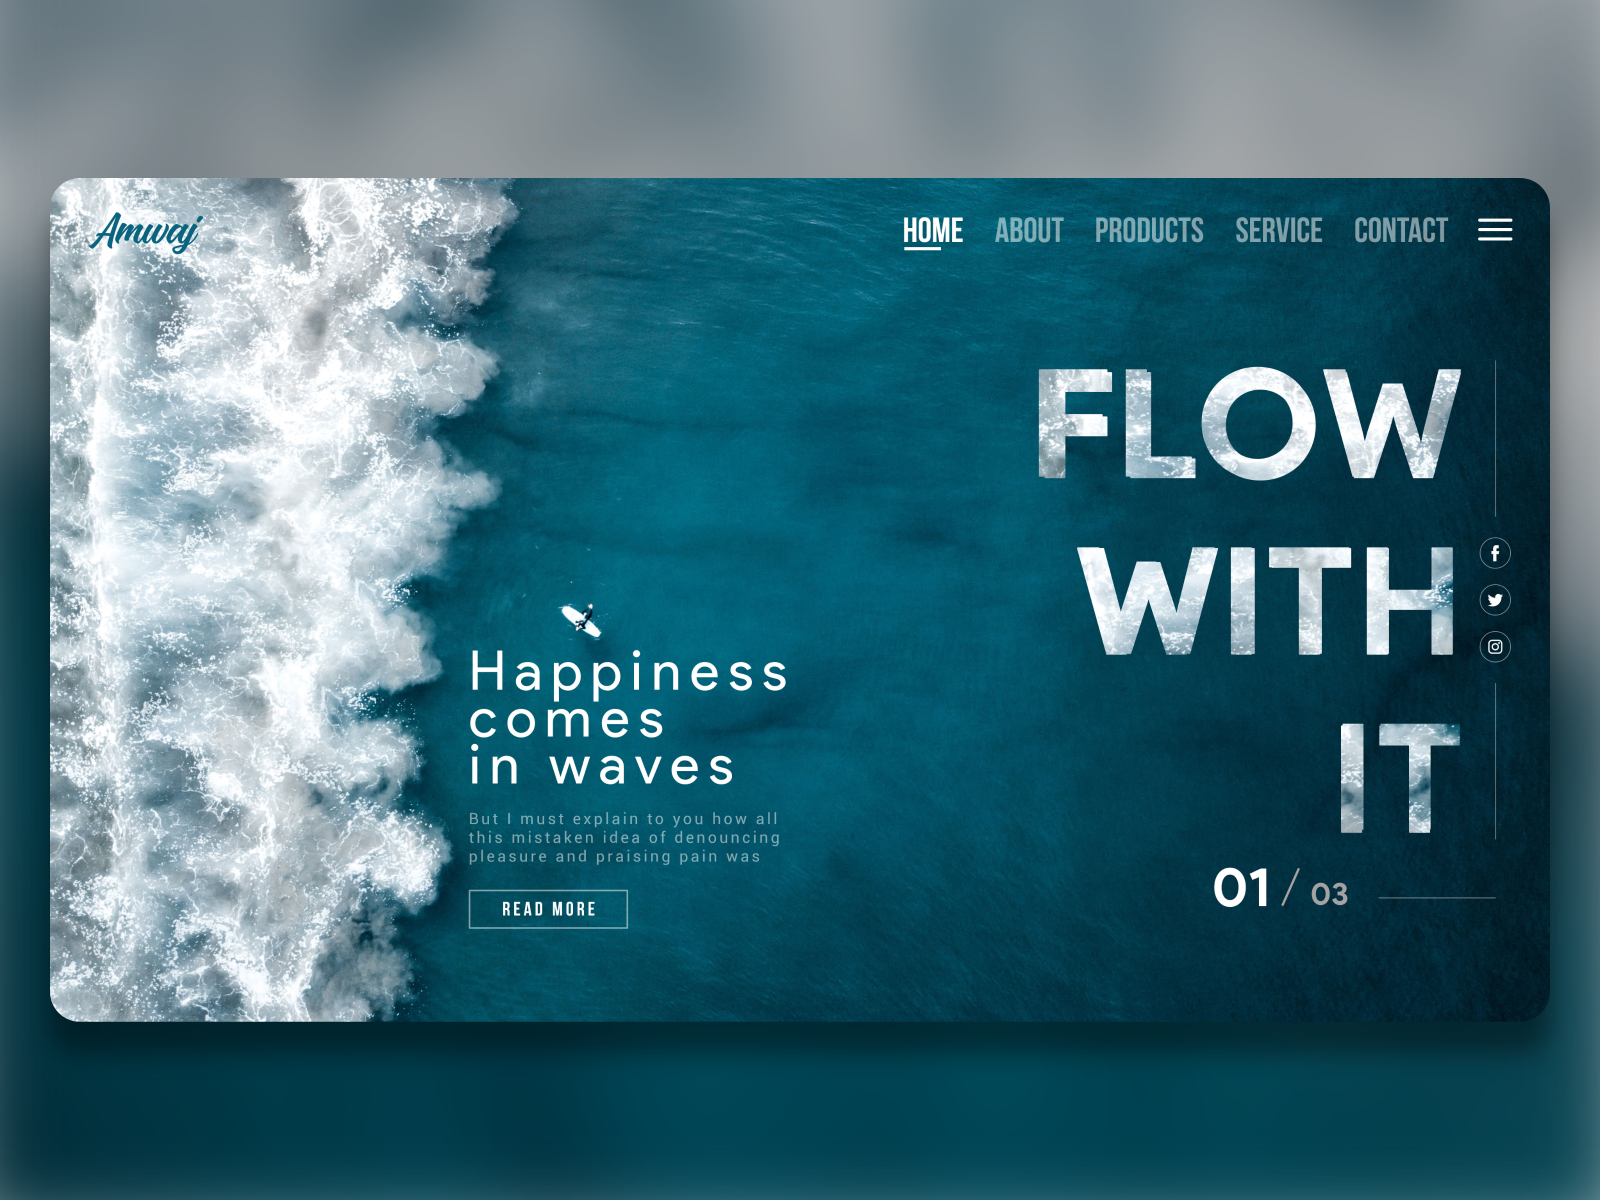 Amwaj
HOME ABOUT PRODUCTS SERVICE CONTACT
FLOW
WITH
IT
Happiness
comes
in waves
But I must explain to you how all
this mistaken idea of denouncing
pleasure and praising pain was
READ MORE
01 / 03